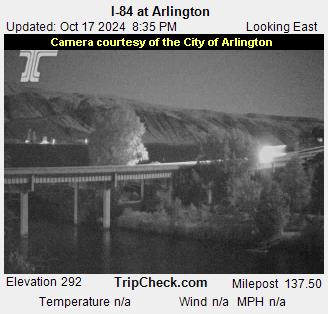 I-84 at Arlington
Updated: Oct 17 2024 8:35 PM Looking East
Camera courtesy of the City of Arlington
Elevation 292 TripCheck.com Milepost 137.50
Temperature n/a Wind n/a MPH n/a